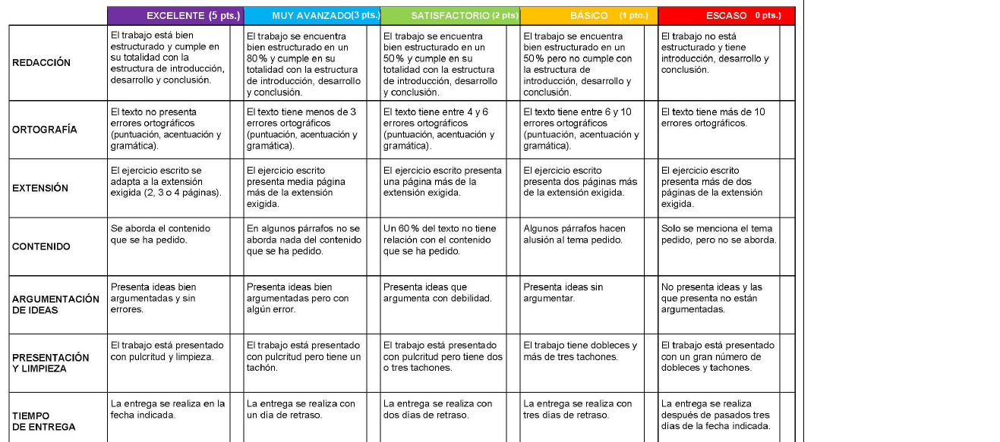 EXCELENTE (5 pts.) MUY AVANZADO(3 pts.) SATISFACTORIO (2 pts) BÁSICO (1 pto.) ESCASO 0 pts.)
REDACCIÓN
El trabajo está bien
estructurado y cumple en
su totalidad con la
estructura de introducción,
desarrollo y conclusión.
El trabajo se encuentra
bien estructurado en un
80 % y cumple en su
totalidad con la estructura
de introducción, desarrollo
y conclusión.
El trabajo se encuentra
bien estructurado en un
50 % y cumple en su
totalidad con la estructura
de introducción, desarrollo
y conclusión.
El trabajo se encuentra
bien estructurado en un
50 % pero no cumple con
la estructura de
introducción, desarrollo y
conclusión.
El trabajo no está
estructurado y tiene
introducción, desarrollo y
conclusión.
ORTOGRAFÍA
El texto no presenta
errores ortográficos
(puntuación, acentuación y
gramática).
El texto tiene menos de 3
errores ortográficos
(puntuación, acentuación y
gramática).
El texto tiene entre 4 y 6
errores ortográficos
(puntuación, acentuación y
gramática).
El texto tiene entre 6 y 10
errores ortográficos
(puntuación, acentuación y
gramática).
El texto tiene más de 10
errores ortográficos.
EXTENSIÓN
El ejercicio escrito se
adapta a la extensión
exigida (2, 3 o 4 páginas).
El ejercicio escrito
presenta media página
más de la extensión
exigida.
El ejercicio escrito presenta
una página más de la
extensión exigida.
El ejercicio escrito
presenta dos páginas más
de la extensión exigida.
El ejercicio escrito
presenta más de dos
páginas de la extensión
exigida.
CONTENIDO
Se aborda el contenido
que se ha pedido.
En algunos párrafos no se
aborda nada del contenido
que se ha pedido.
Un 60 % del texto no tiene
relación con el contenido
que se ha pedido.
Algunos párrafos hacen
alusión al tema pedido.
Solo se menciona el tema
pedido, pero no se aborda.
ARGUMENTACIÓN
DE IDEAS
Presenta ideas bien
argumentadas y sin
errores.
Presenta ideas bien
argumentadas pero con
algún error.
Presenta ideas que
argumenta con debilidad.
Presenta ideas sin
argumentar.
No presenta ideas y las
que presenta no están
argumentadas.
PRESENTACIÓN
Y LIMPIEZA
El trabajo está presentado
con pulcritud y limpieza.
El trabajo está presentado
con pulcritud pero tiene un
tachón.
El trabajo está presentado
con pulcritud pero tiene dos
o tres tachones.
El trabajo tiene dobleces y
más de tres tachones.
El trabajo está presentado
con un gran número de
dobleces y tachones.
TIEMPO
DE ENTREGA
La entrega se realiza en la
fecha indicada.
La entrega se realiza con
un día de retraso.
La entrega se realiza con
dos días de retraso.
La entrega se realiza con
tres días de retraso.
La entrega se realiza
después de pasados tres
días de la fecha indicada.